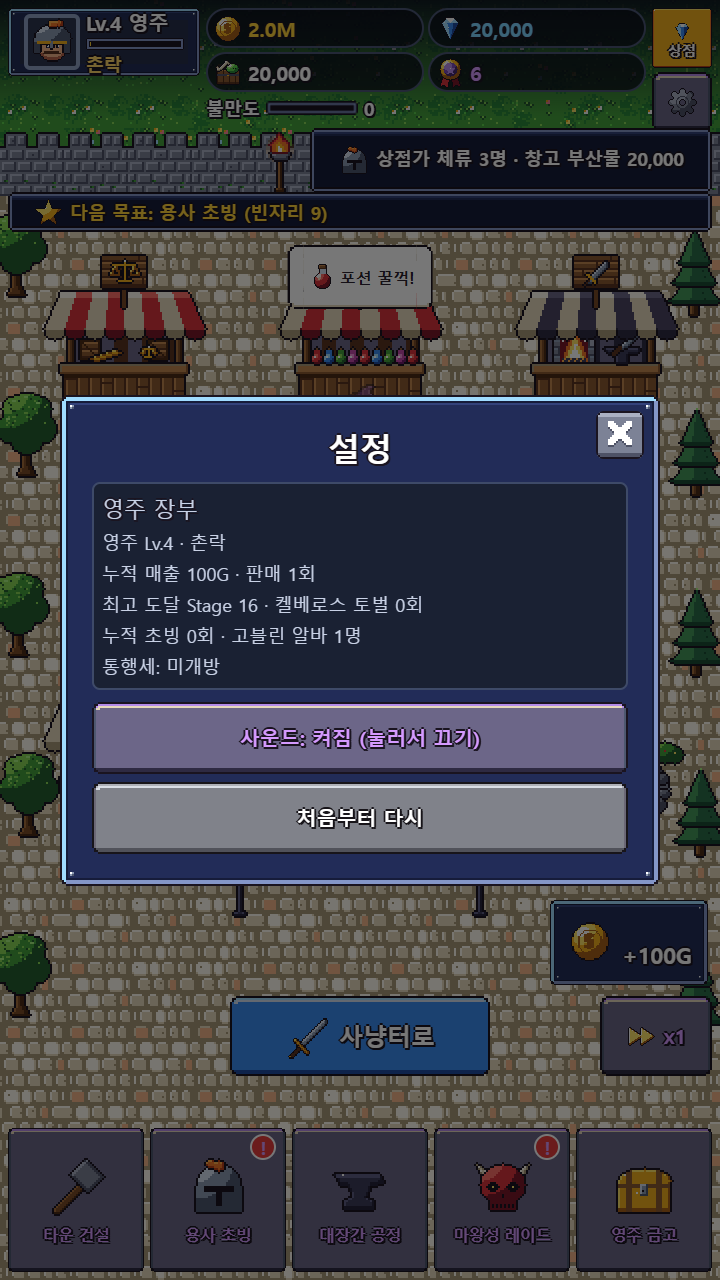 Lv.4 영주
촌락
2.0M
20,000
상점
20,000
6
불만도
0
상점가 체류 3명 · 창고 부산물 20,000
다음 목표: 용사 초빙 (빈자리 9)
포션 꿀꺽!
설정
영주 장부
영주 Lv.4 · 촌락
누적 매출 100G · 판매 1회
최고 도달 Stage 16 · 켈베로스 토벌 0회
누적 초빙 0회 · 고블린 알바 1명
통행세: 미개방
사운드: 켜짐 (눌러서 끄기)
처음부터 다시
+100G
사냥터로
x1
타운 건설
용사 초빙
대장간 공정
마왕성 레이드
영주 금고